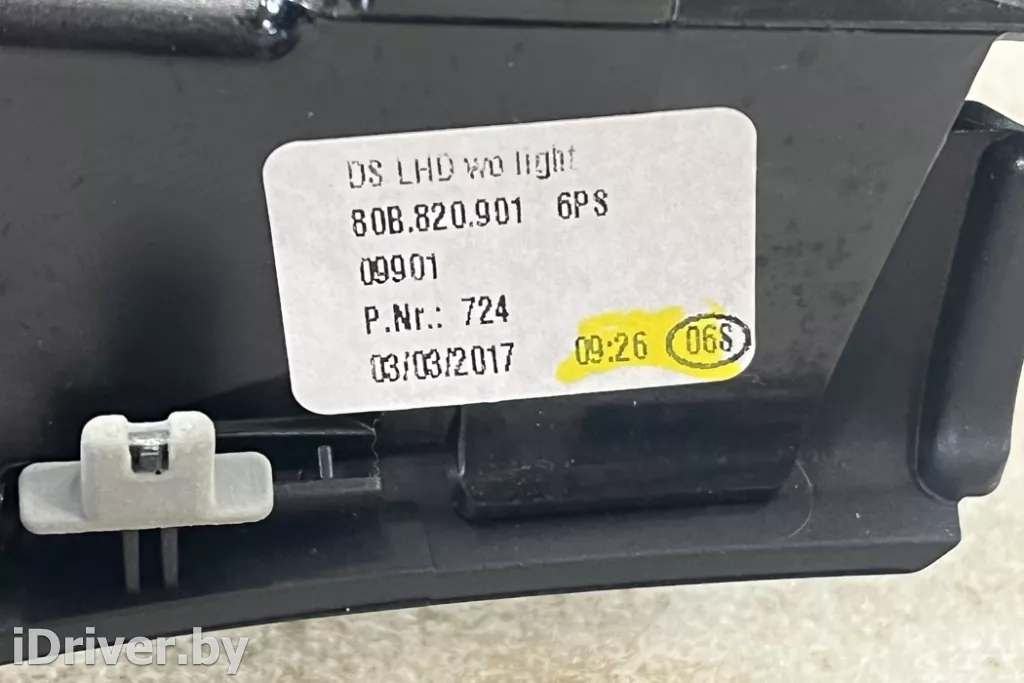 DS LHD wo light
80B.820.901 6PS
09901
P.Nr.: 724
03/03/2017 09:26 06S
iDriver.by